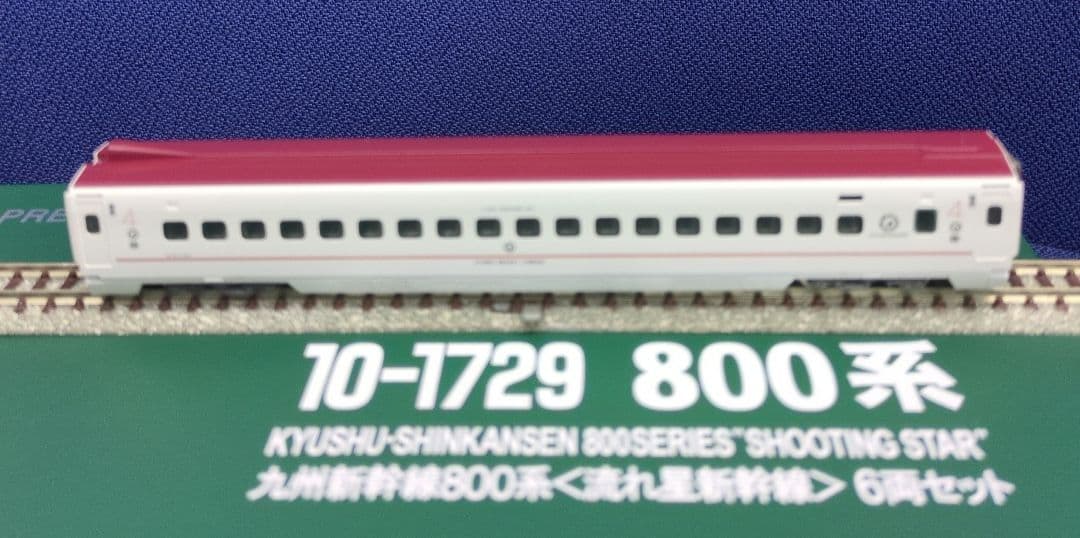 PRE
10-1729 800系
KYUSHU-SHINKANSEN 800SERIES"SHOOTING STAR"
九州新幹線800系<流れ星新幹線> 6両セット